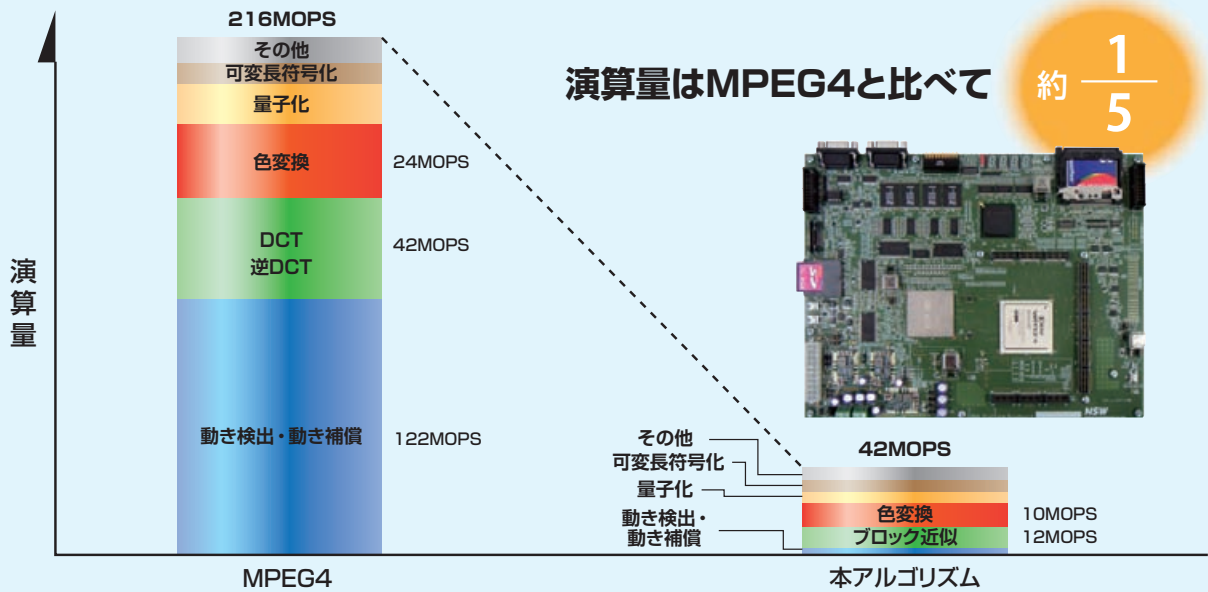 216MOPS
その他
可変長符号化
量子化
色変換
24MOPS
DCT
逆DCT
42MOPS
動き検出・動き補償
122MOPS
演算量
MPEG4
演算量はMPEG4と比べて
約 1/5
42MOPS
その他
可変長符号化
量子化
動き検出・
動き補償
色変換
10MOPS
ブロック近似
12MOPS
本アルゴリズム
NSW